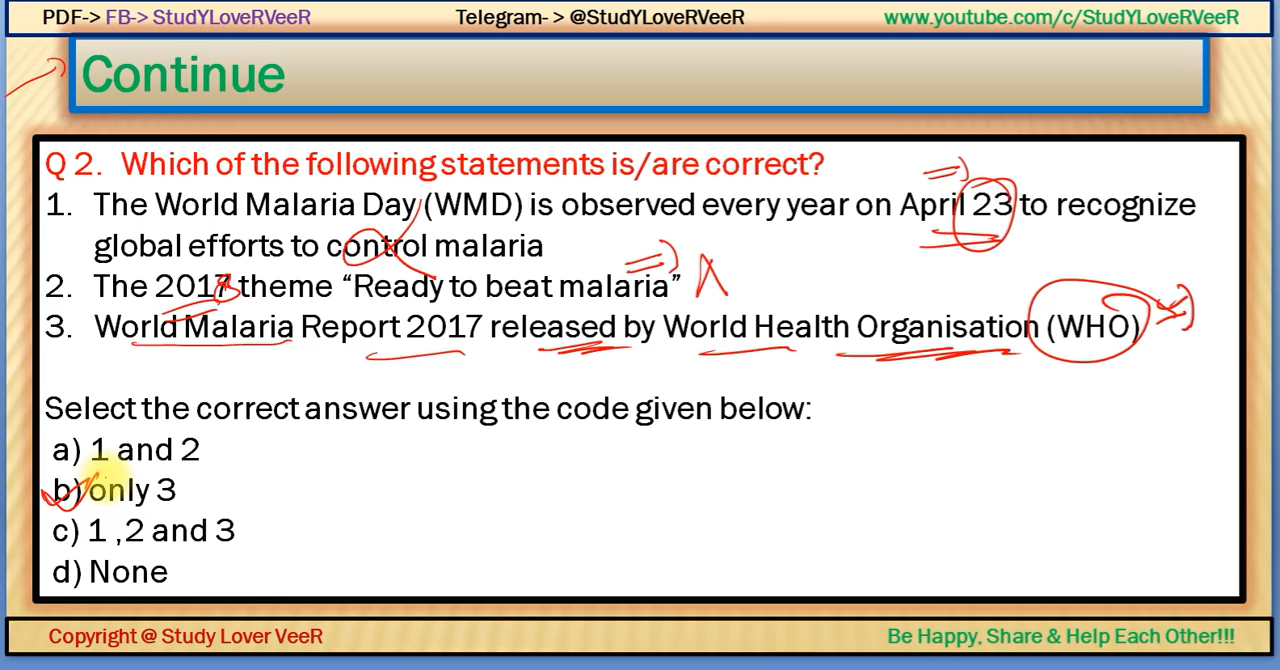 PDF-> FB-> StudYLoveRVeeR Telegram- > @StudYLoveRVeeR www.youtube.com/c/StudYLoveRVeeR
Continue
Q 2. Which of the following statements is/are correct?
1. The World Malaria Day (WMD) is observed every year on April 23 to recognize
global efforts to control malaria
2. The 2017 theme “Ready to beat malaria”
3. World Malaria Report 2017 released by World Health Organisation (WHO)
Select the correct answer using the code given below:
a) 1 and 2
b) only 3
c) 1 ,2 and 3
d) None
Copyright @ Study Lover VeeR Be Happy, Share & Help Each Other!!!